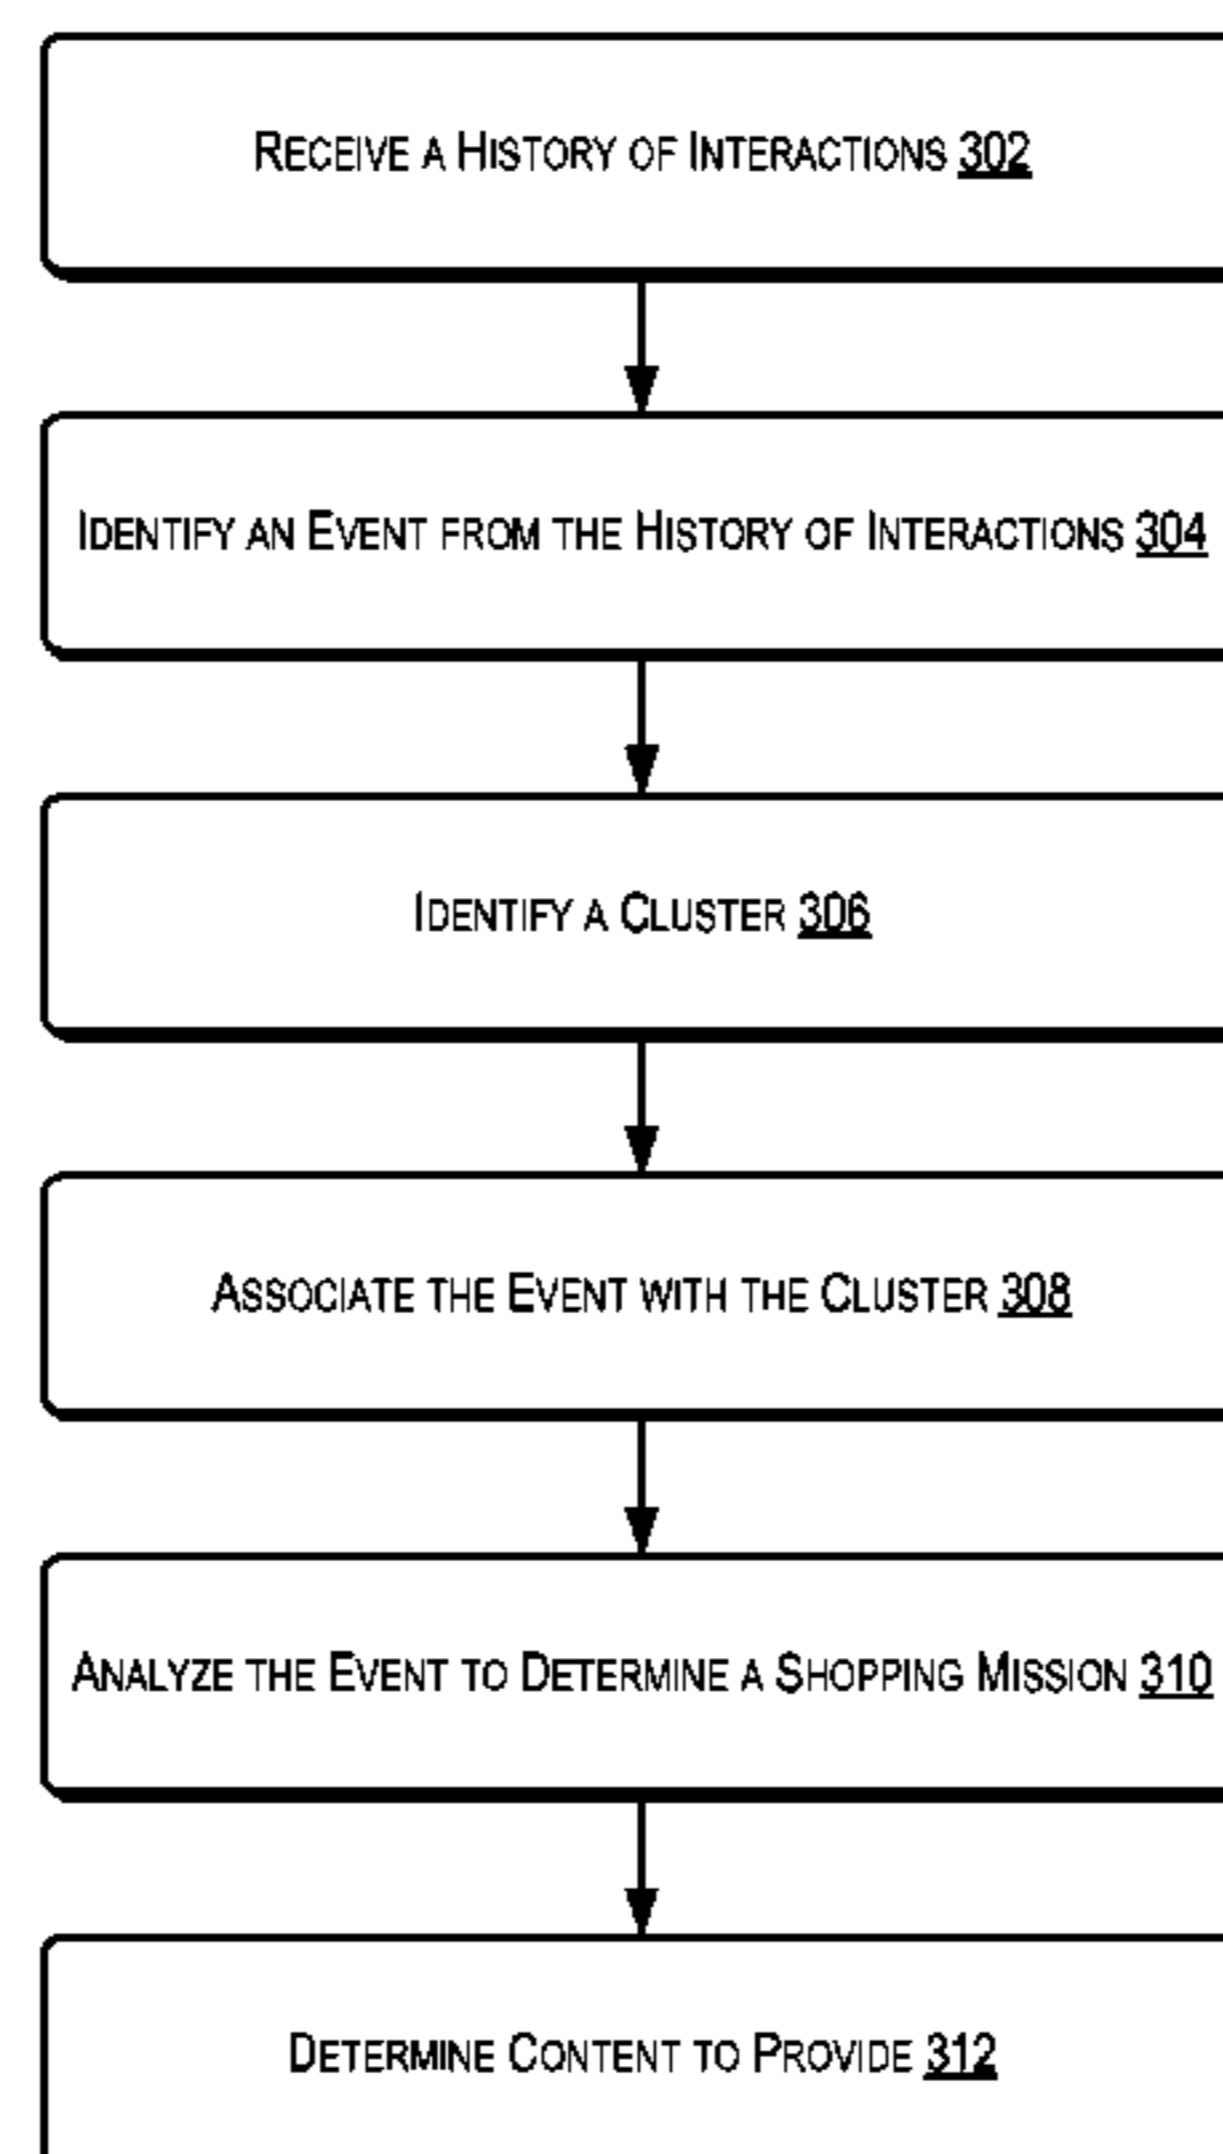 RECEIVE A HISTORY OF INTERACTIONS 302
IDENTIFY AN EVENT FROM THE HISTORY OF INTERACTIONS 304
IDENTIFY A CLUSTER 306
ASSOCIATE THE EVENT WITH THE CLUSTER 308
ANALYZE THE EVENT TO DETERMINE A SHOPPING MISSION 310
DETERMINE CONTENT TO PROVIDE 312